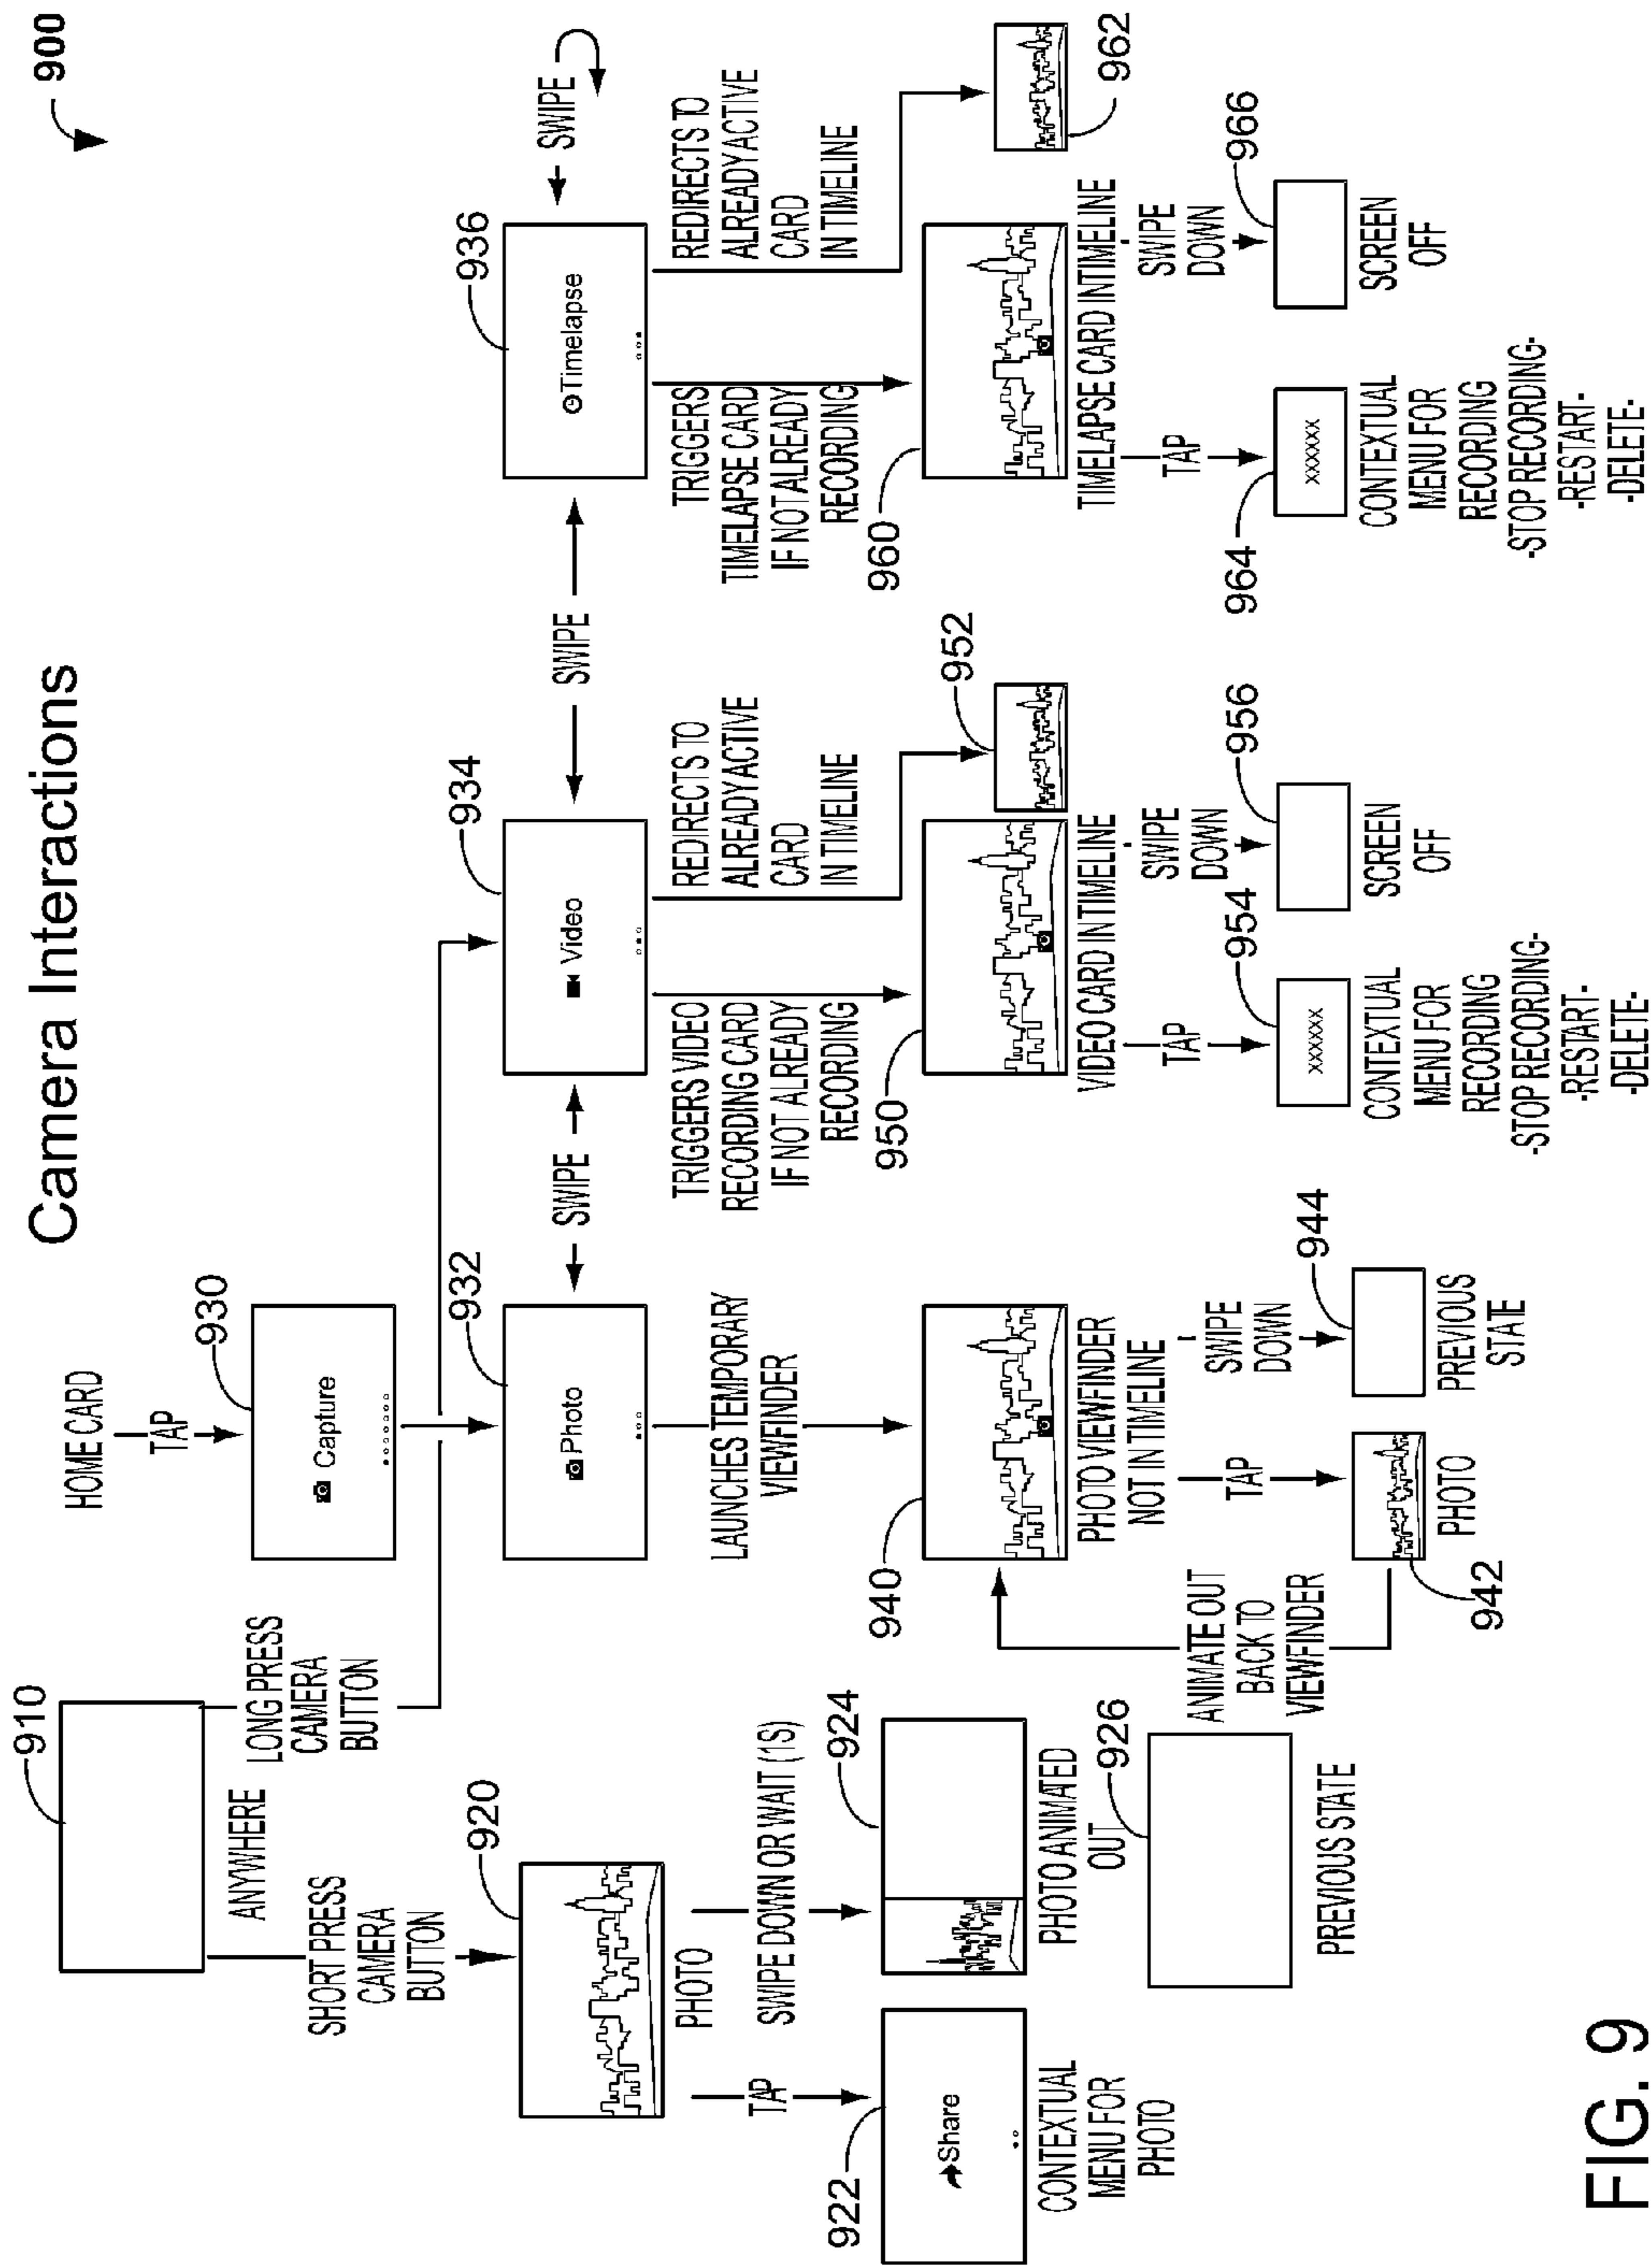 Camera Interactions
900
910
ANYWHERE
SHORT PRESS
CAMERA
BUTTON
LONG PRESS
CAMERA
BUTTON
920
PHOTO
TAP
SWIPE DOWN OR WAIT (1S)
922
Share
CONTEXTUAL
MENU FOR
PHOTO
924
PHOTO ANIMATED
OUT
926
PREVIOUS STATE
HOME CARD
TAP
930
Capture
932
Photo
SWIPE
934
Video
SWIPE
936
Timelapse
SWIPE
LAUNCHES TEMPORARY
VIEWFINDER
940
PHOTO VIEWFINDER
NOT IN TIMELINE
TAP
SWIPE
DOWN
ANIMATE OUT
BACK TO
VIEWFINDER
942
PHOTO
944
PREVIOUS
STATE
TRIGGERS VIDEO
RECORDING CARD
IF NOT ALREADY
RECORDING
REDIRECTS TO
ALREADY ACTIVE
CARD
IN TIMELINE
950
952
VIDEO CARD IN TIMELINE
TAP
SWIPE
DOWN
954
XXXXXX
CONTEXTUAL
MENU FOR
RECORDING
-STOP RECORDING-
-RESTART-
-DELETE-
956
SCREEN
OFF
TRIGGERS
TIMELAPSE CARD
IF NOT ALREADY
RECORDING
REDIRECTS TO
ALREADY ACTIVE
CARD
IN TIMELINE
960
962
TIMELAPSE CARD IN TIMELINE
TAP
SWIPE
DOWN
964
XXXXXX
CONTEXTUAL
MENU FOR
RECORDING
-STOP RECORDING-
-RESTART-
-DELETE-
966
SCREEN
OFF
FIG. 9